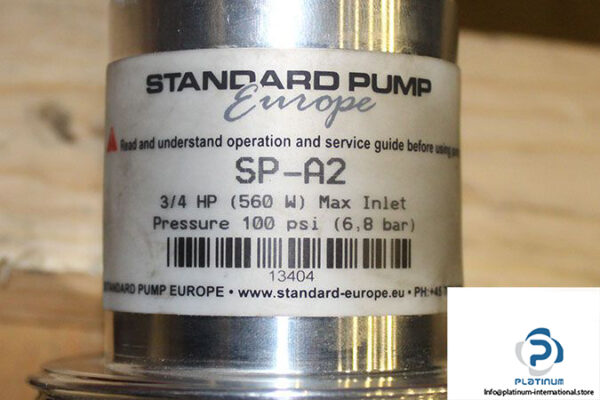 STANDARD PUMP
Europe
Read and understand operation and service guide before using
SP-A2
3/4 HP (560 W) Max Inlet
Pressure 100 psi (6,8 bar)
13404
STANDARD PUMP EUROPE • www.standard-europe.eu • PH:+45
PLATINUM
Info@platinum-international.store